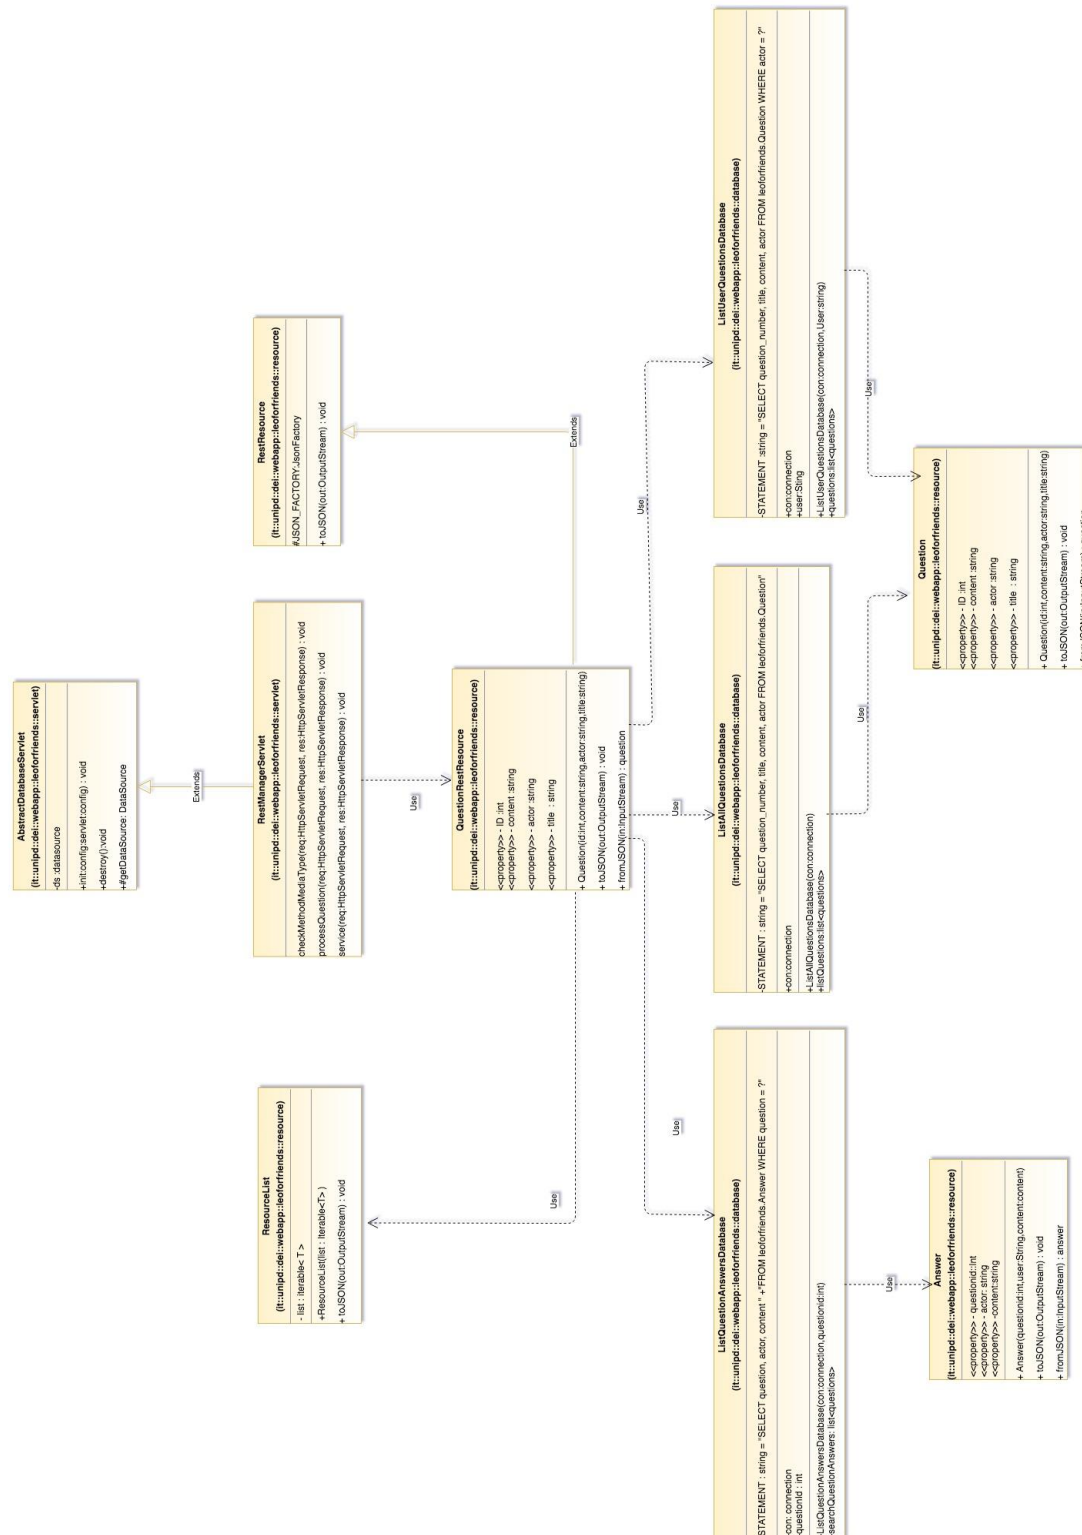 AbstractDatabaseServlet
(it::unipd::dei::webapp::leoforfriends::servlet)
-ds :datasource
+init:config:servlet:config) : void
+destroy():void
+#getDataSource: DataSource
Extends
ResourceList
(it::unipd::dei::webapp::leoforfriends::resource)
- list : iterable< T >
+ResourceList(list : Iterable<T> )
+ toJSON(out:OutputStream) : void
RestManagerServlet
(it::unipd::dei::webapp::leoforfriends::servlet)
checkMethodMediaType(req:HttpServletRequest, res:HttpServletResponse) : void
processQuestion(req:HttpServletRequest, res:HttpServletResponse) : void
service(req:HttpServletRequest, res:HttpServletResponse) : void
RestResource
(it::unipd::dei::webapp::leoforfriends::resource)
#JSON_FACTORY:JsonFactory
+ toJSON(out:OutputStream) : void
Use
QuestionRestResource
(it::unipd::dei::webapp::leoforfriends::resource)
<<property>> - ID :int
<<property>> - content :string
<<property>> - actor :string
<<property>> - title : string
+ Question(id:int,content:string,actor:string,title:string)
+ toJSON(out:OutputStream) : void
+ fromJSON(in:InputStream) : question
Use
Extends
Use
Use
Use
ListQuestionAnswersDatabase
(it::unipd::dei::webapp::leoforfriends::database)
STATEMENT : string = "SELECT question, actor, content " +"FROM leoforfriends.Answer WHERE question = ?"
con: connection
questionId : int
ListQuestionAnswersDatabase(con:connection,questionid:int)
searchQuestionAnswers: list<questions>
ListAllQuestionsDatabase
(it::unipd::dei::webapp::leoforfriends::database)
-STATEMENT : string = "SELECT question_number, title, content, actor FROM leoforfriends.Question"
+con:connection
+ListAllQuestionsDatabase(con:connection)
+listQuestions:list<questions>
ListUserQuestionsDatabase
(it::unipd::dei::webapp::leoforfriends::database)
-STATEMENT :string = "SELECT question_number, title, content, actor FROM leoforfriends.Question WHERE actor = ?"
+con:connection
+user:Sting
+ListUserQuestionsDatabase(con:connection,User:string)
+questions:list<questions>
Use
Use
Use
Answer
(it::unipd::dei::webapp::leoforfriends::resource)
<<property>> - questionid::Int
<<property>> - actor: string
<<property>> -content:string
+ Answer(questionid:int,user:String,content:content)
+ toJSON(out:OutputStream) : void
+ fromJSON(in:InputStream) : answer
Question
(it::unipd::dei::webapp::leoforfriends::resource)
<<property>> - ID :int
<<property>> - content :string
<<property>> - actor :string
<<property>> - title : string
+ Question(id:int,content:string,actor:string,title:string)
+ toJSON(out:OutputStream) : void